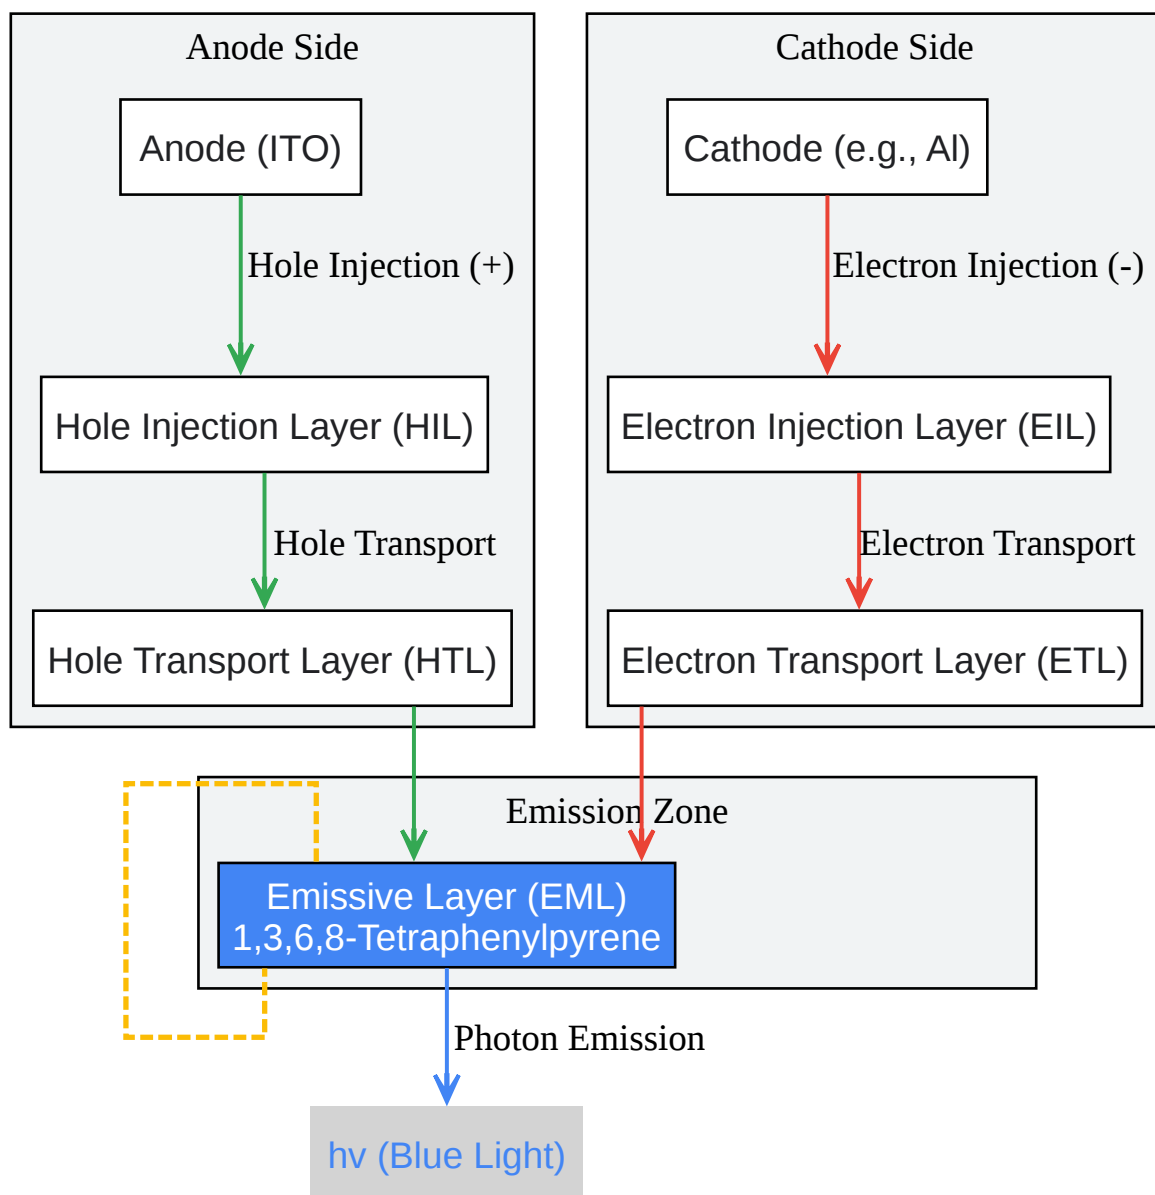 Anode Side
Anode (ITO)
Hole Injection (+)
Hole Injection Layer (HIL)
Hole Transport
Hole Transport Layer (HTL)
Cathode Side
Cathode (e.g., Al)
Electron Injection (-)
Electron Injection Layer (EIL)
Electron Transport
Electron Transport Layer (ETL)
Emission Zone
Emissive Layer (EML)
1,3,6,8-Tetraphenylpyrene
Photon Emission
hv (Blue Light)